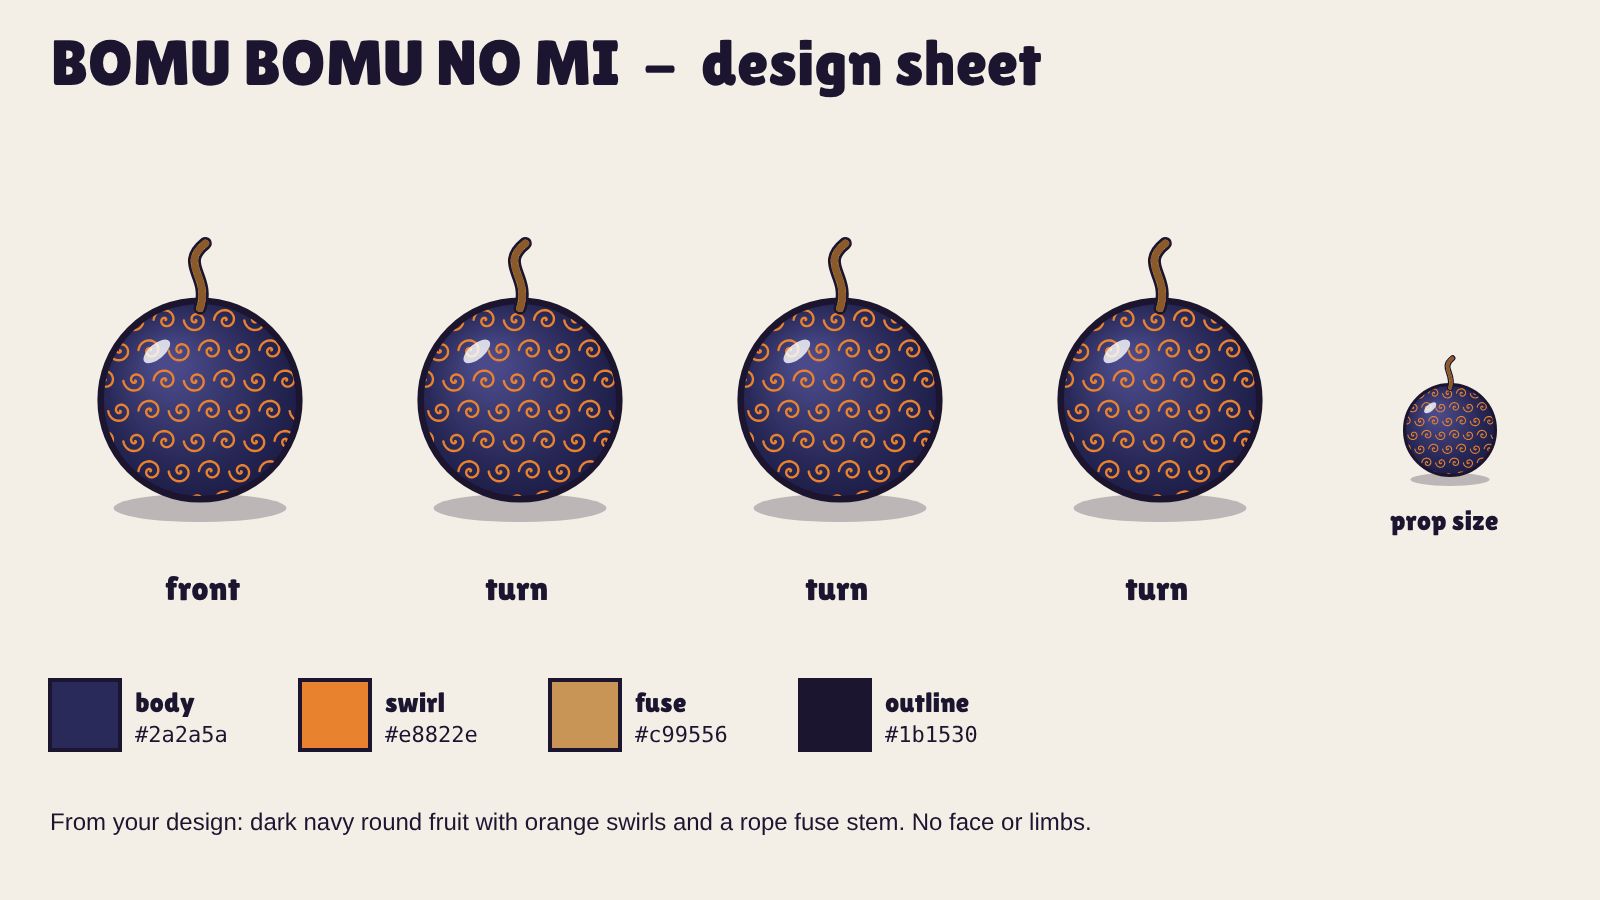 BOMU BOMU NO MI – design sheet
prop size
front turn turn turn
body swirl fuse outline
#2a2a5a #e8822e #c99556 #1b1530
From your design: dark navy round fruit with orange swirls and a rope fuse stem. No face or limbs.